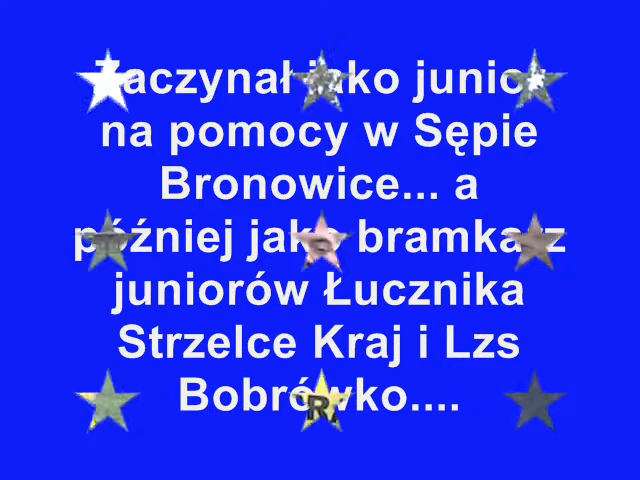 Zaczynał jako junior
na pomocy w Sępie
Bronowice... a
później jako bramkarz
juniorów Łucznika
Strzelce Kraj i Lzs
Bobrówko....